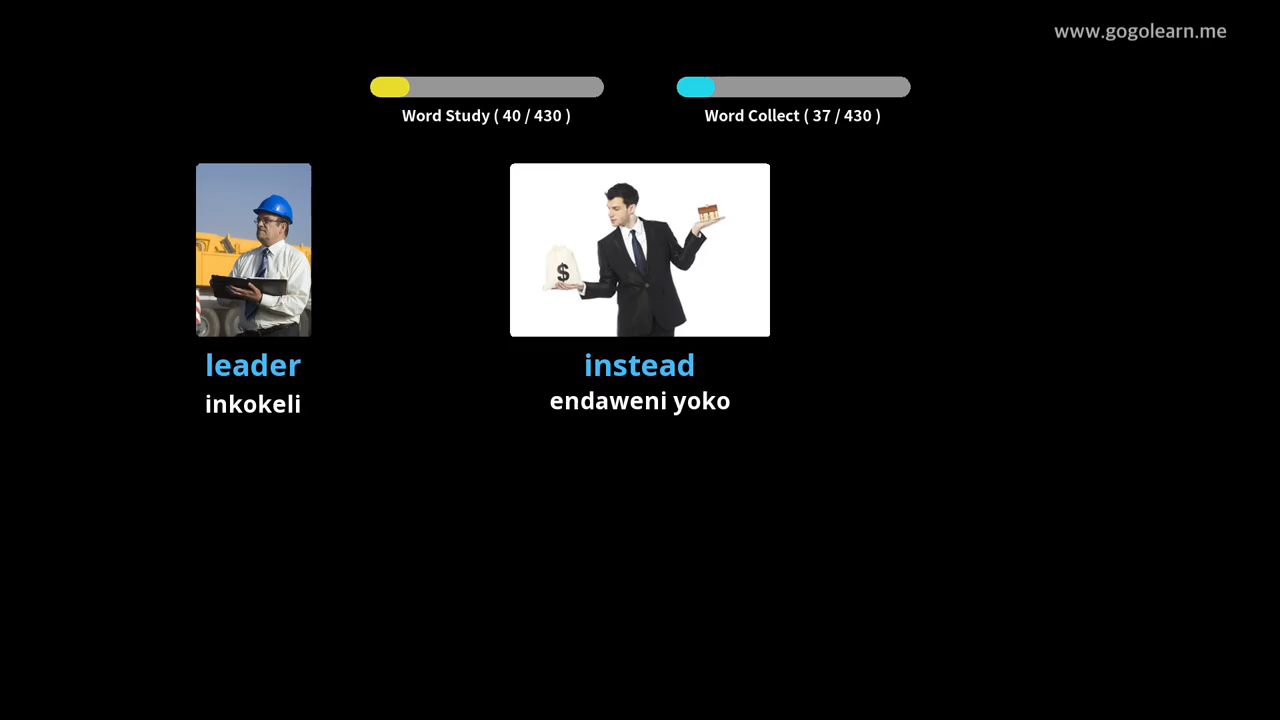 www.gogolearn.me
Word Study ( 40 / 430 )
Word Collect ( 37 / 430 )
$
leader
inkokeli
instead
endaweni yoko